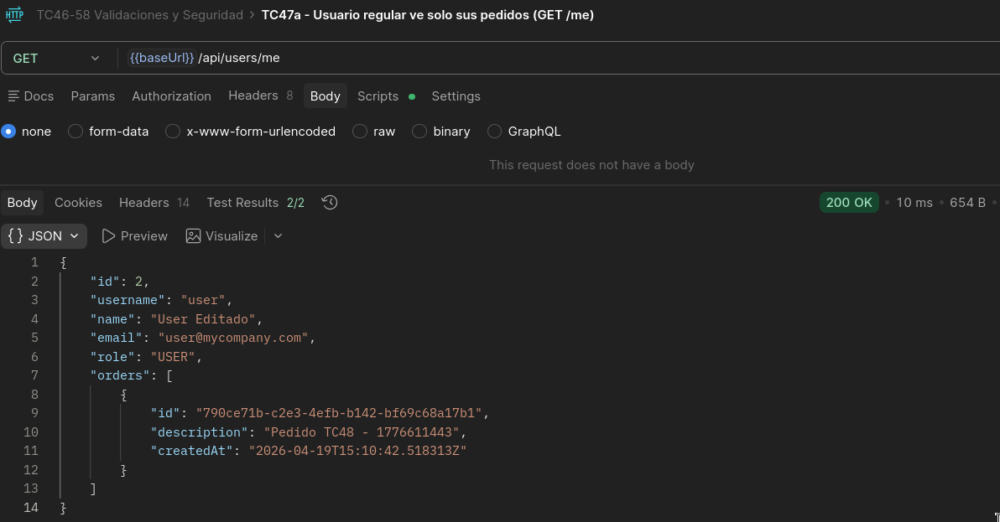 HTTP TC46-58 Validaciones y Seguridad > TC47a - Usuario regular ve solo sus pedidos (GET /me)
GET {{baseUrl}} /api/users/me
Docs Params Authorization Headers 8 Body Scripts Settings
none form-data x-www-form-urlencoded raw binary GraphQL
This request does not have a body
Body Cookies Headers 14 Test Results 2/2 200 OK • 10 ms • 654 B •
{} JSON Preview Visualize
1 {
2 "id": 2,
3 "username": "user",
4 "name": "User Editado",
5 "email": "user@mycompany.com",
6 "role": "USER",
7 "orders": [
8 {
9 "id": "790ce71b-c2e3-4efb-b142-bf69c68a17b1",
10 "description": "Pedido TC48 - 1776611443",
11 "createdAt": "2026-04-19T15:10:42.518313Z"
12 }
13 ]
14 }